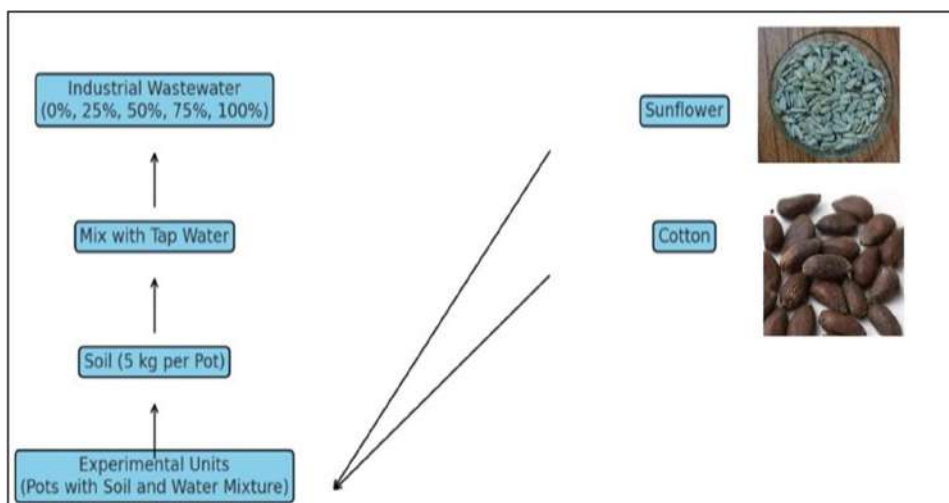 Industrial Wastewater
(0%, 25%, 50%, 75%, 100%)
Mix with Tap Water
Soil (5 kg per Pot)
Experimental Units
(Pots with Soil and Water Mixture)
Sunflower
Cotton